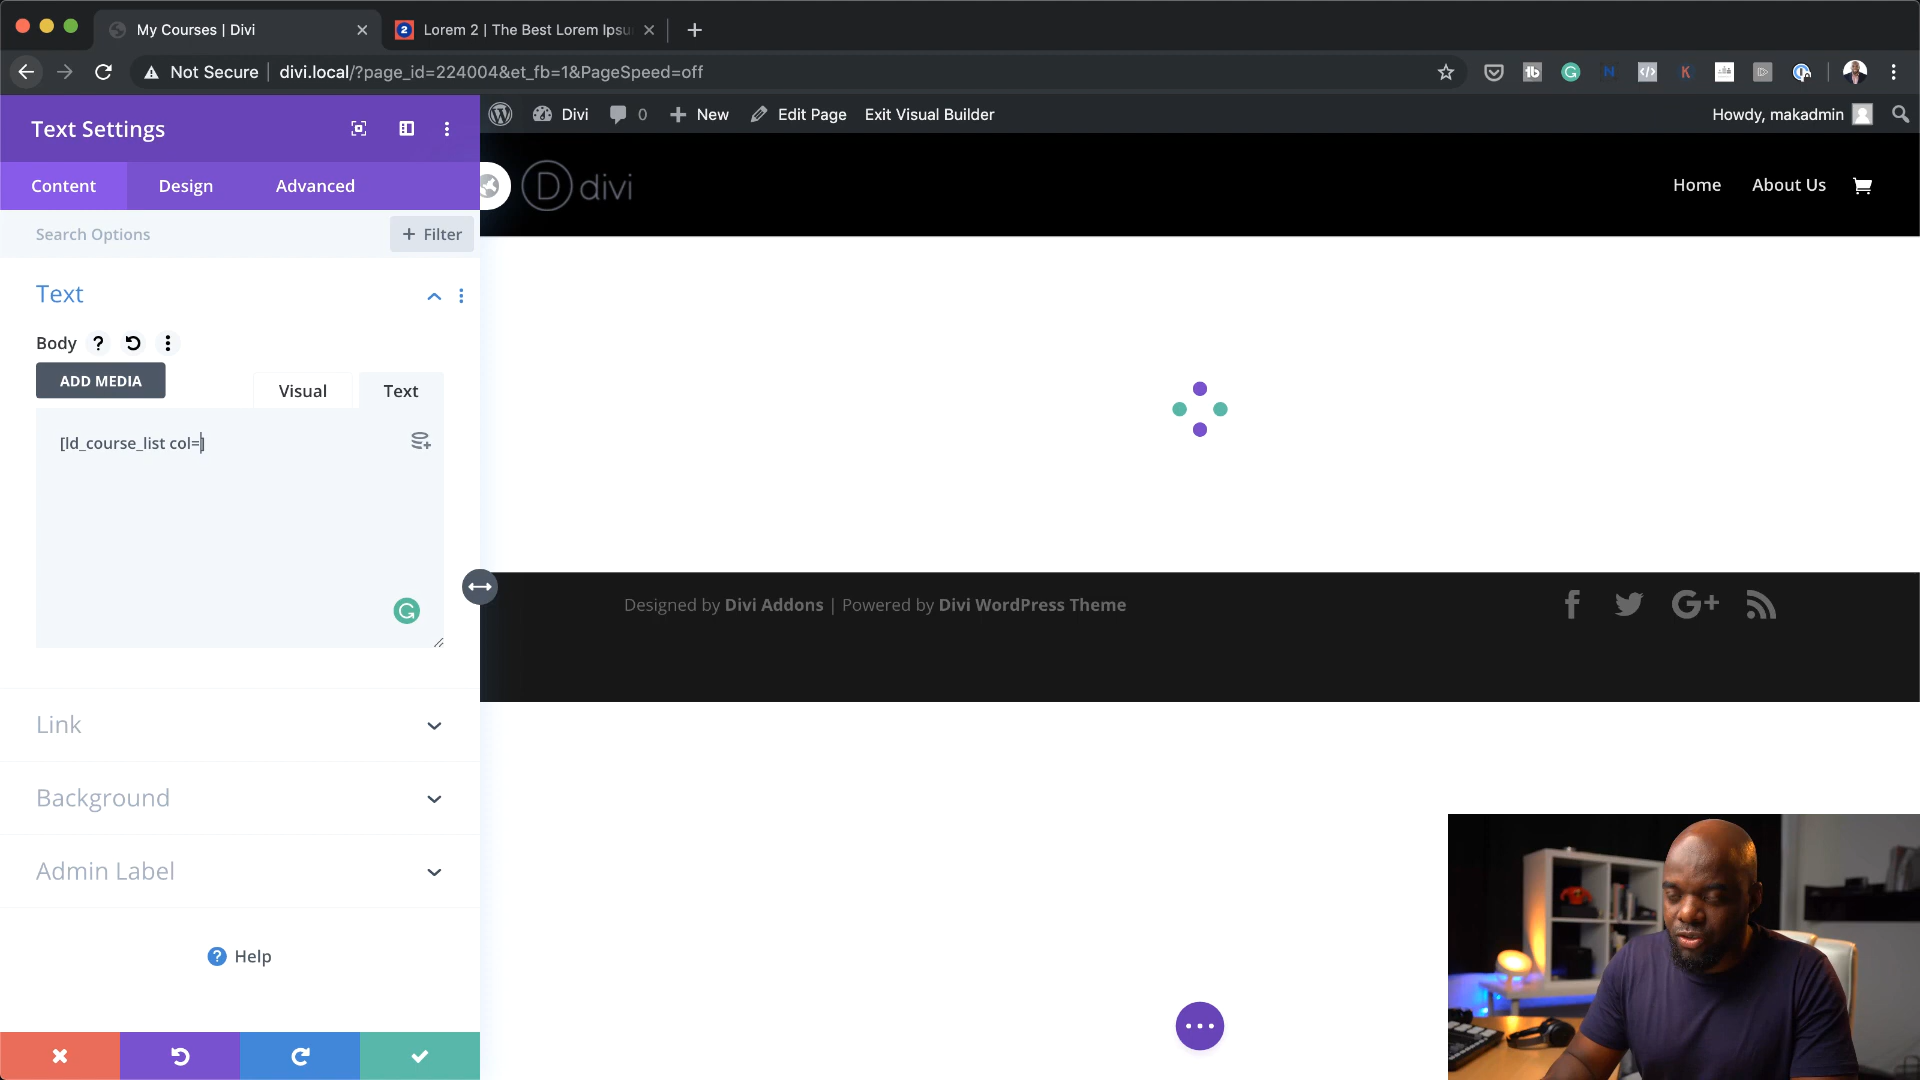 My Courses | Divi
2
Lorem 2 | The Best Lorem Ipsu
Not Secure
divi.local/?page_id=224004&et_fb=1&PageSpeed=off
tb
G
N
</>
K
Text Settings
Divi
0
New
Edit Page
Exit Visual Builder
Howdy, makadmin
Content
Design
Advanced
D divi
Home
About Us
Search Options
+ Filter
Text
Body
?
ADD MEDIA
Visual
Text
[ld_course_list col=]
Designed by Divi Addons | Powered by Divi WordPress Theme
G+
Link
Background
Admin Label
? Help